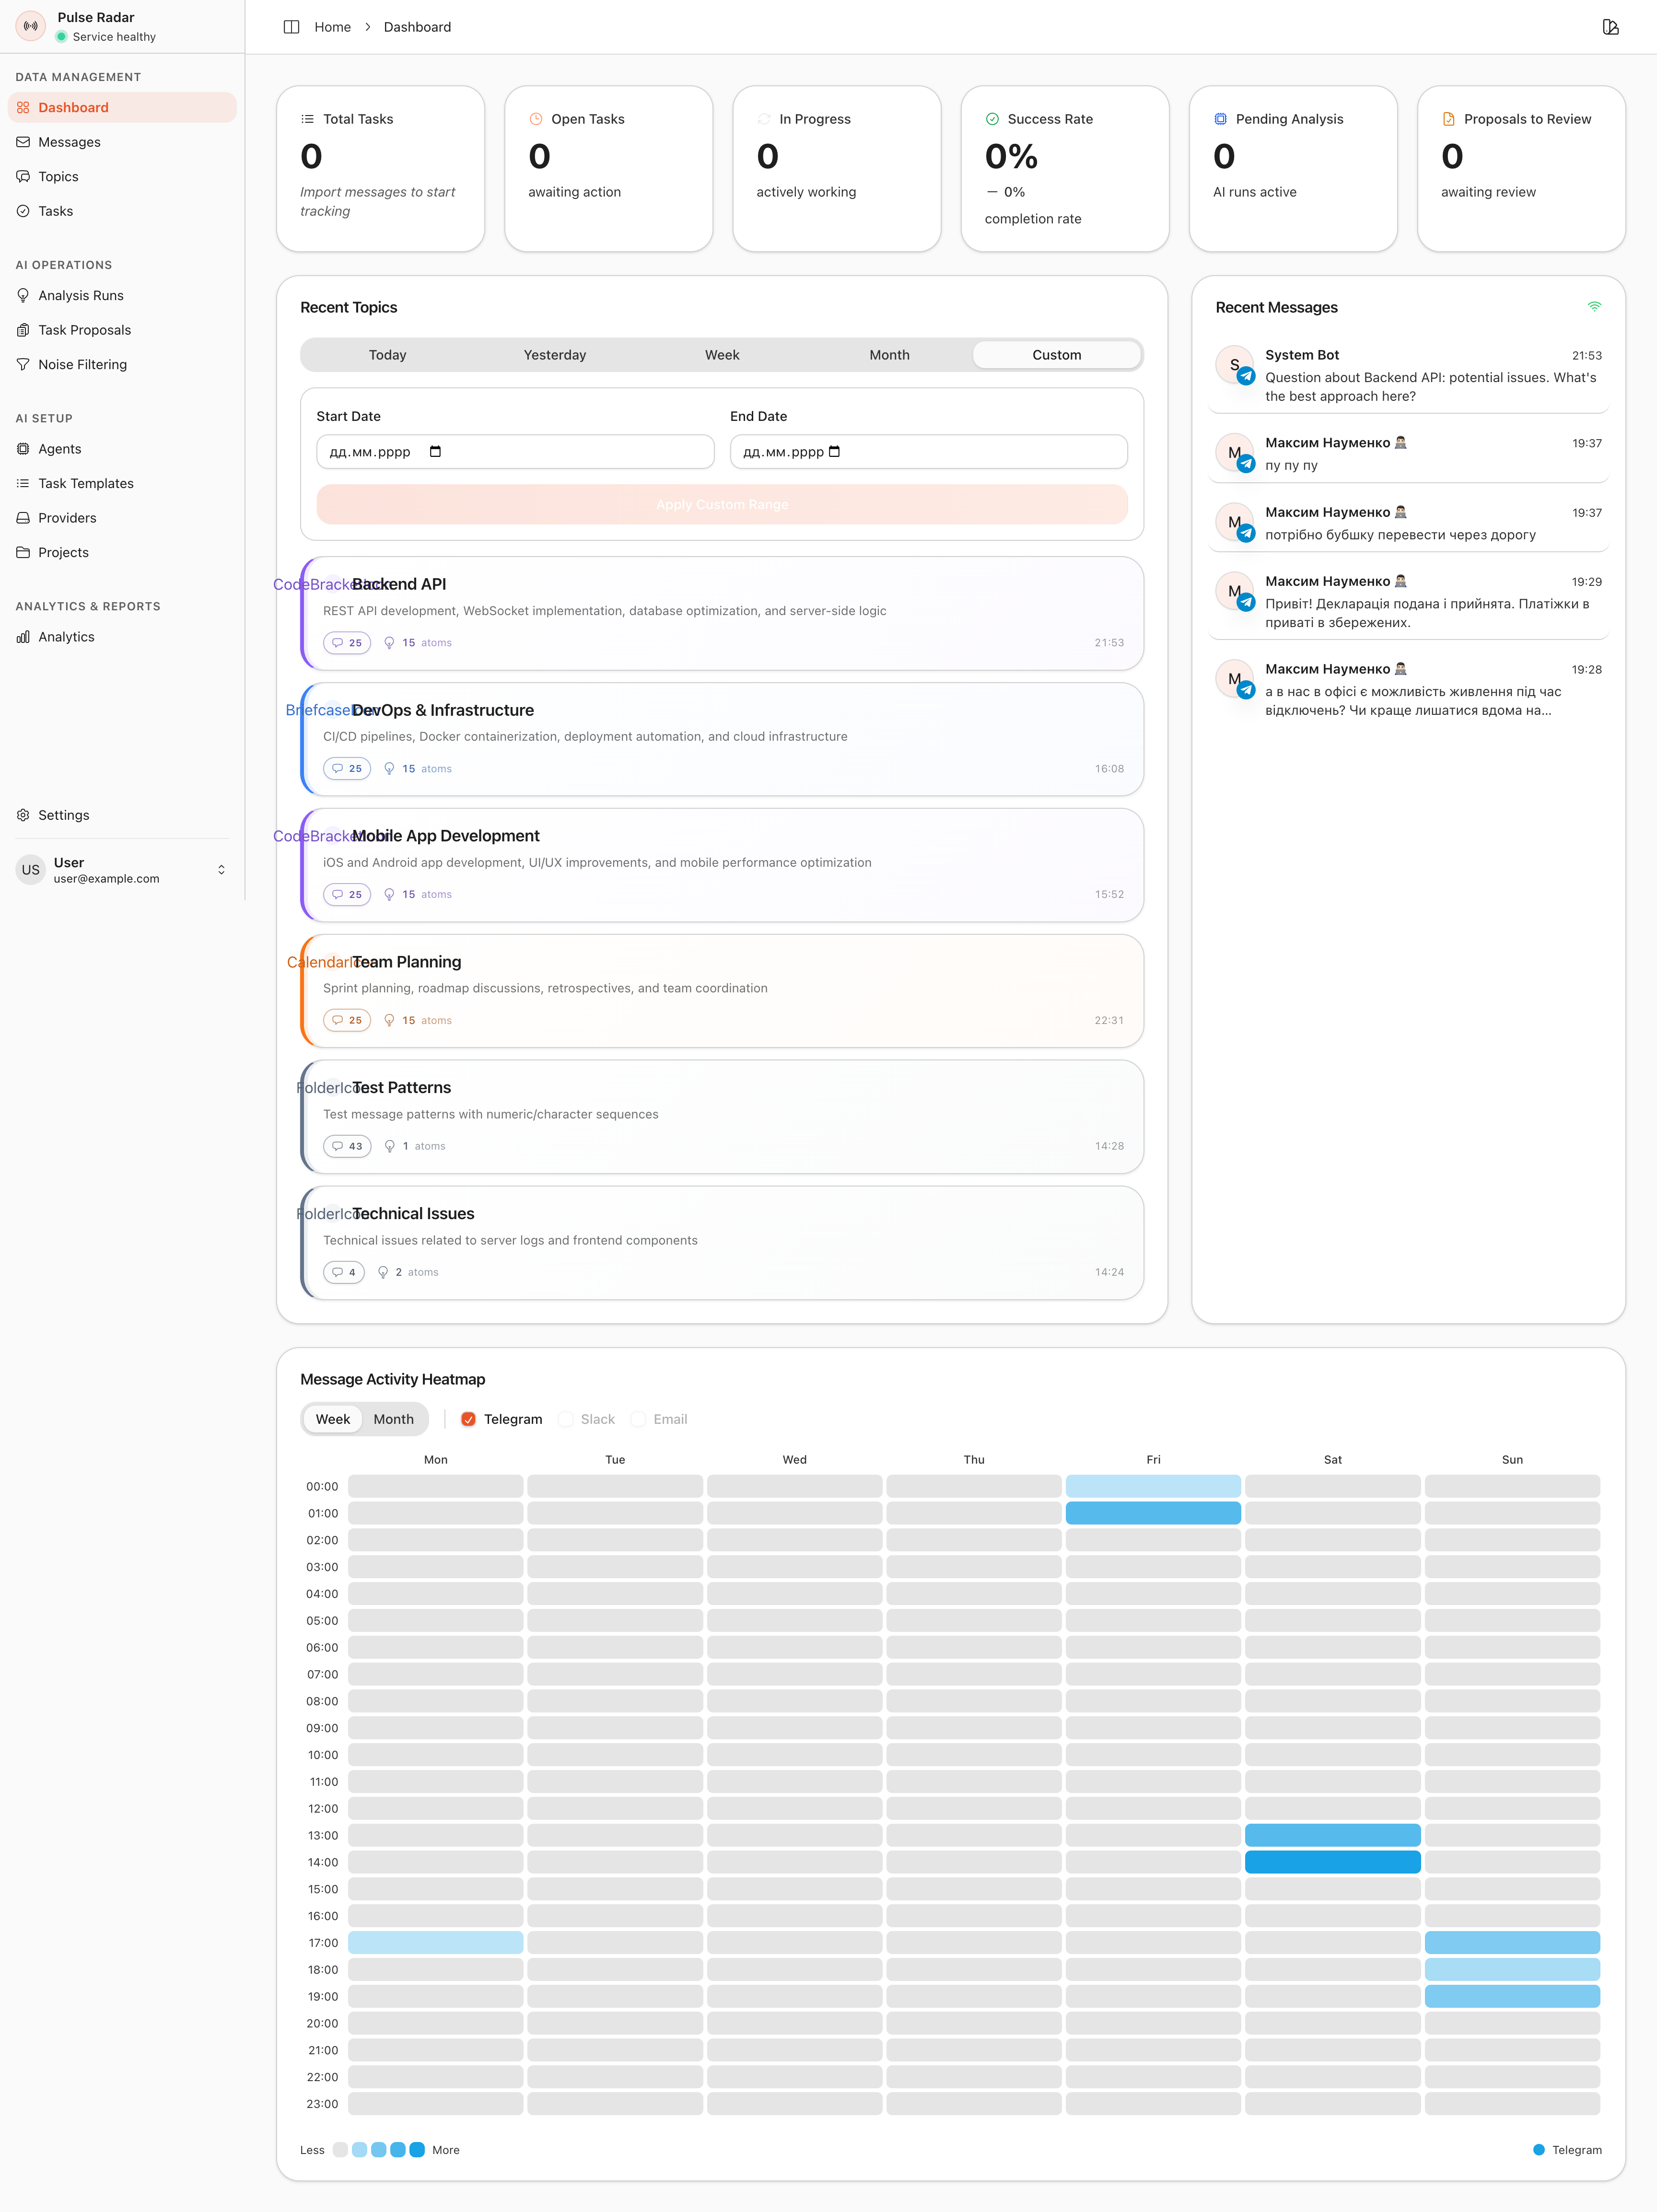 Pulse Radar
Service healthy
DATA MANAGEMENT
Dashboard
Messages
Topics
Tasks
AI OPERATIONS
Analysis Runs
Task Proposals
Noise Filtering
AI SETUP
Agents
Task Templates
Providers
Projects
ANALYTICS & REPORTS
Analytics
Settings
US
User
user@example.com
Home > Dashboard
Total Tasks
0
Import messages to start
tracking
Open Tasks
0
awaiting action
In Progress
0
actively working
Success Rate
0%
— 0%
completion rate
Pending Analysis
0
AI runs active
Proposals to Review
0
awaiting review
Recent Topics
Today Yesterday Week Month Custom
Start Date
дд.мм.рррр
End Date
дд.мм.рррр
Apply Custom Range
Backend API
REST API development, WebSocket implementation, database optimization, and server-side logic
25 15 atoms 21:53
DevOps & Infrastructure
CI/CD pipelines, Docker containerization, deployment automation, and cloud infrastructure
25 15 atoms 16:08
Mobile App Development
iOS and Android app development, UI/UX improvements, and mobile performance optimization
25 15 atoms 15:52
Team Planning
Sprint planning, roadmap discussions, retrospectives, and team coordination
25 15 atoms 22:31
Test Patterns
Test message patterns with numeric/character sequences
43 1 atoms 14:28
Technical Issues
Technical issues related to server logs and frontend components
4 2 atoms 14:24
Recent Messages
S
System Bot 21:53
Question about Backend API: potential issues. What's
the best approach here?
М
Максим Науменко 19:37
пу пу пу
М
Максим Науменко 19:37
потрібно бубшку перевести через дорогу
М
Максим Науменко 19:29
Привіт! Декларація подана і прийнята. Платіжки в
приваті в збережених.
М
Максим Науменко 19:28
а в нас в офісі є можливість живлення під час
відключень? Чи краще лишатися вдома на...
Message Activity Heatmap
Week Month Telegram Slack Email
Mon Tue Wed Thu Fri Sat Sun
00:00
01:00
02:00
03:00
04:00
05:00
06:00
07:00
08:00
09:00
10:00
11:00
12:00
13:00
14:00
15:00
16:00
17:00
18:00
19:00
20:00
21:00
22:00
23:00
Less More
Telegram